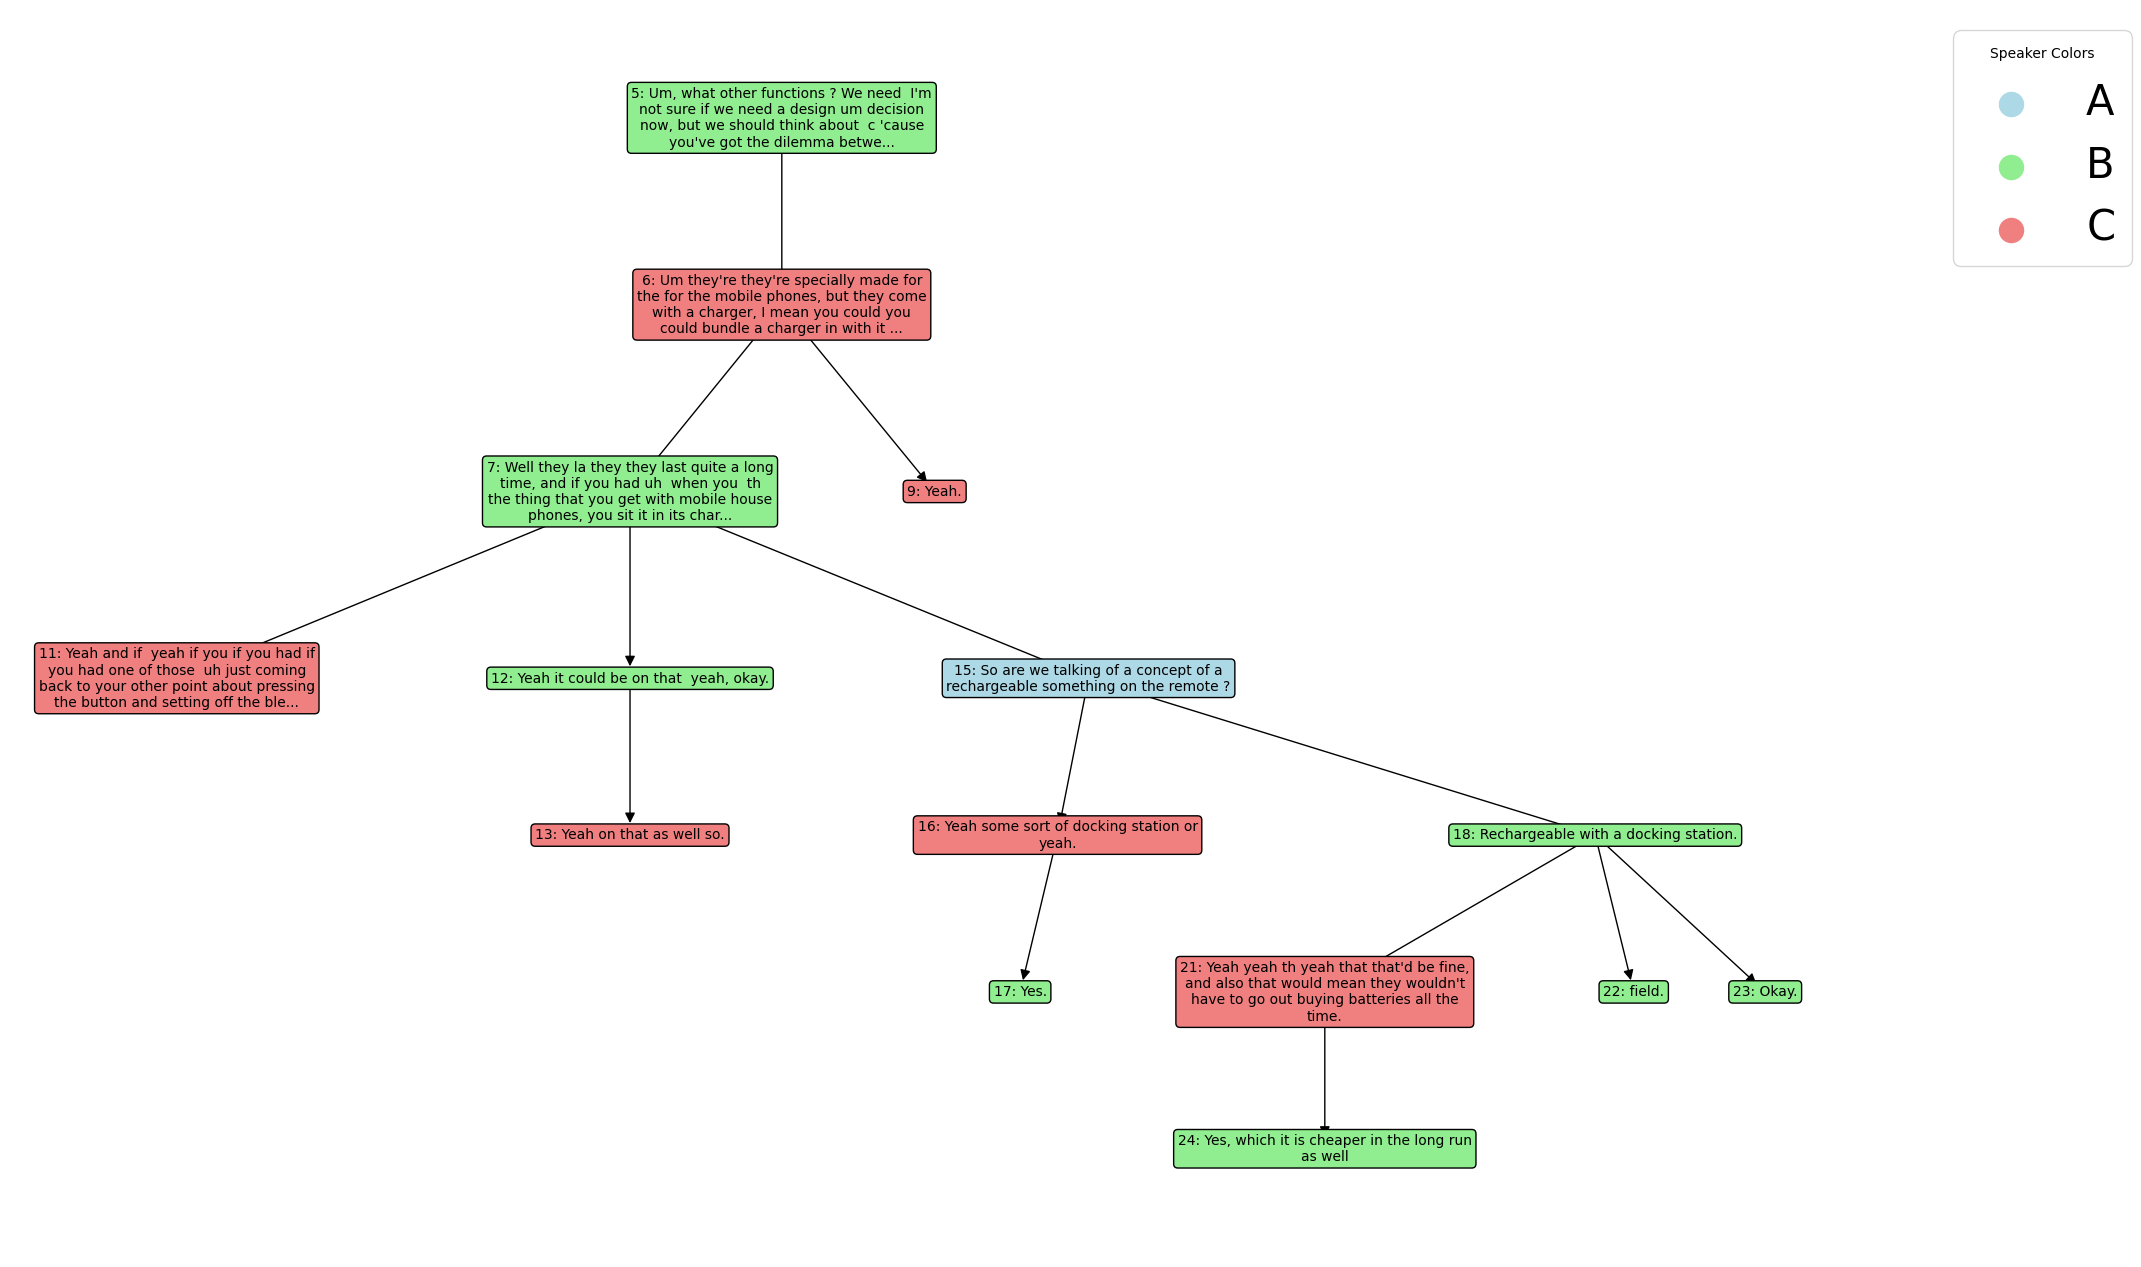 Speaker Colors
A
B
C
5: Um, what other functions ? We need  I'm
not sure if we need a design um decision
now, but we should think about  c 'cause
you've got the dilemma betwe...
6: Um they're they're specially made for
the for the mobile phones, but they come
with a charger, I mean you could you
could bundle a charger in with it ...
7: Well they la they they last quite a long
time, and if you had uh  when you  th
the thing that you get with mobile house
phones, you sit it in its char...
9: Yeah.
11: Yeah and if  yeah if you if you had if
you had one of those  uh just coming
back to your other point about pressing
the button and setting off the ble...
12: Yeah it could be on that  yeah, okay.
15: So are we talking of a concept of a
rechargeable something on the remote ?
13: Yeah on that as well so.
16: Yeah some sort of docking station or
yeah.
18: Rechargeable with a docking station.
17: Yes.
21: Yeah yeah th yeah that that'd be fine,
and also that would mean they wouldn't
have to go out buying batteries all the
time.
22: field.
23: Okay.
24: Yes, which it is cheaper in the long run
as well